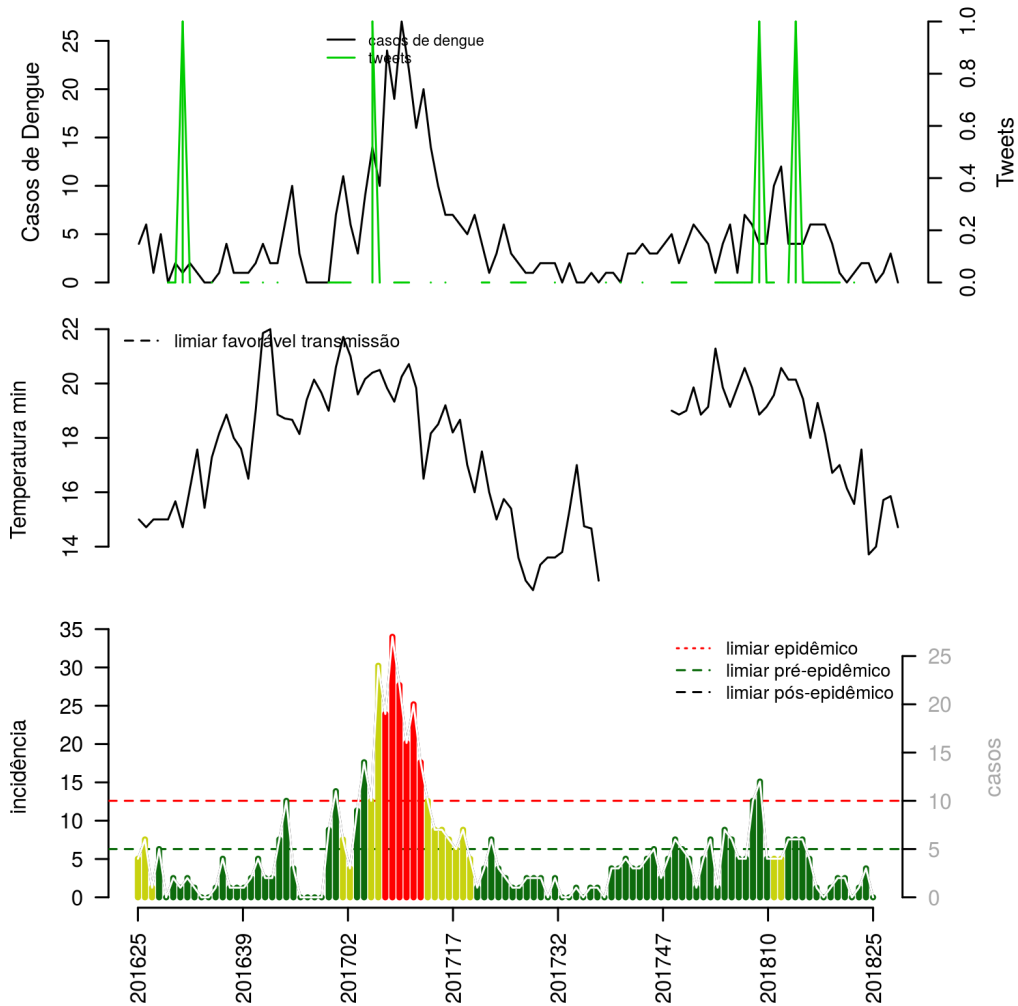 casos de dengue
tweets
Casos de Dengue
0 5 10 15 20 25
0.0 0.2 0.4 0.6 0.8 1.0
Tweets
limiar favorável transmissão
Temperatura min
14 16 18 20 22
limiar epidêmico
limiar pré-epidêmico
limiar pós-epidêmico
incidência
0 5 10 15 20 25 30 35
0 5 10 15 20 25
casos
201625 201639 201702 201717 201732 201747 201810 201825